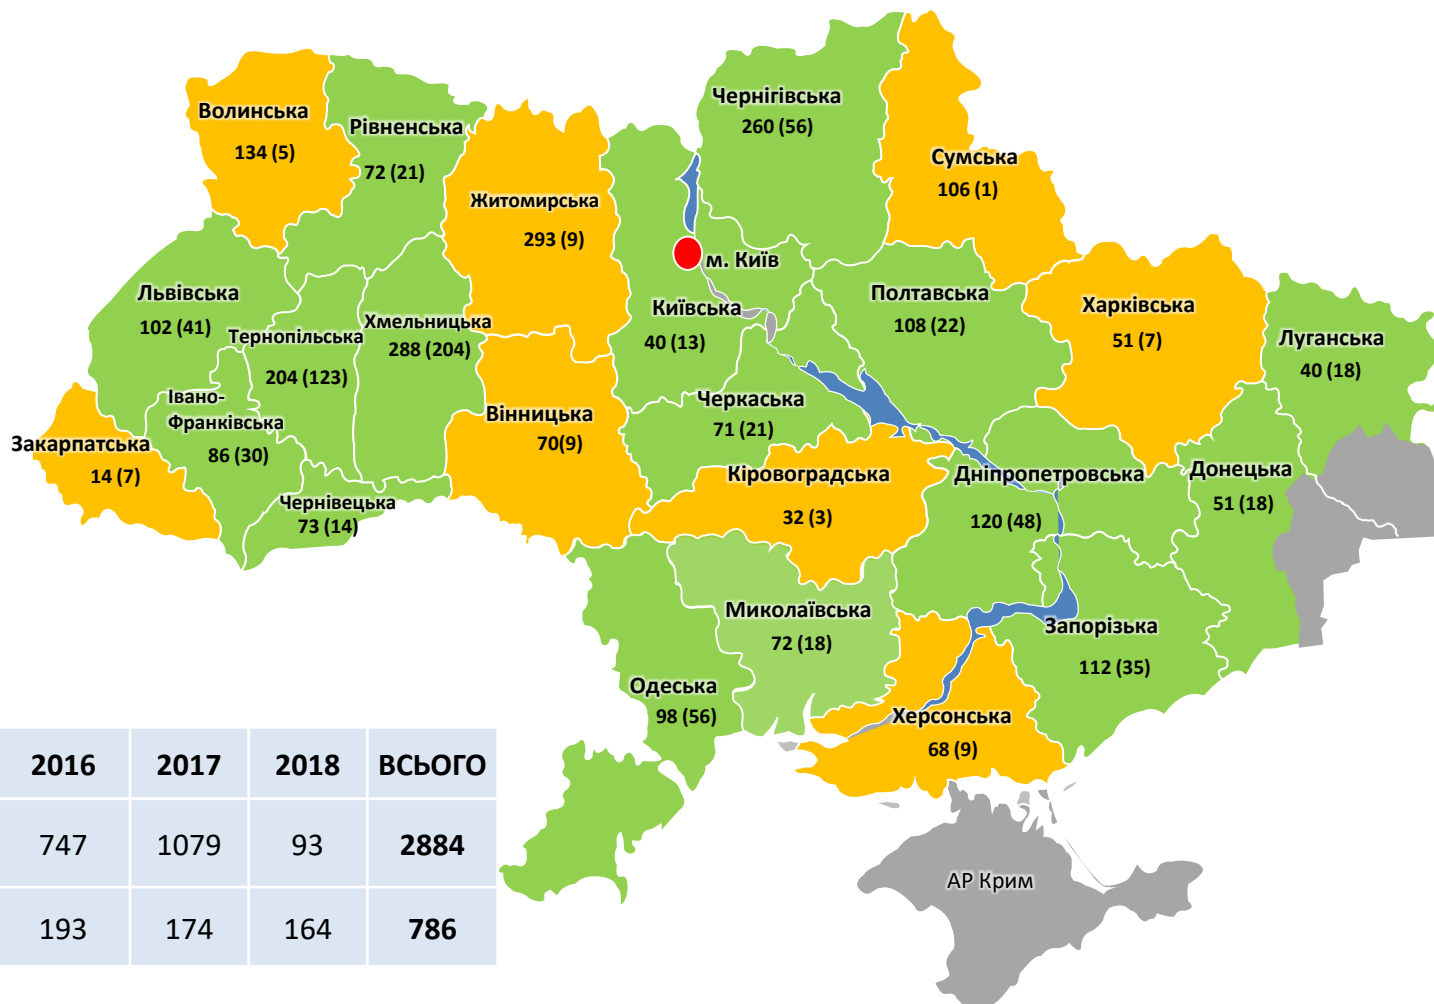 Чернігівська
260 (56)
Волинська
134 (5)
Рівненська
72 (21)
Сумська
106 (1)
Житомирська
293 (9)
м. Київ
Київська
40 (13)
Львівська
102 (41)
Тернопільська
204 (123)
Хмельницька
288 (204)
Полтавська
108 (22)
Харківська
51 (7)
Луганська
40 (18)
Івано-
Франківська
86 (30)
Вінницька
70(9)
Черкаська
71 (21)
Закарпатська
14 (7)
Чернівецька
73 (14)
Кіровоградська
32 (3)
Дніпропетровська
120 (48)
Донецька
51 (18)
Миколаївська
72 (18)
Запорізька
112 (35)
Одеська
98 (56)
Херсонська
68 (9)
АР Крим
2016 2017 2018 ВСЬОГО
747 1079 93 2884
193 174 164 786